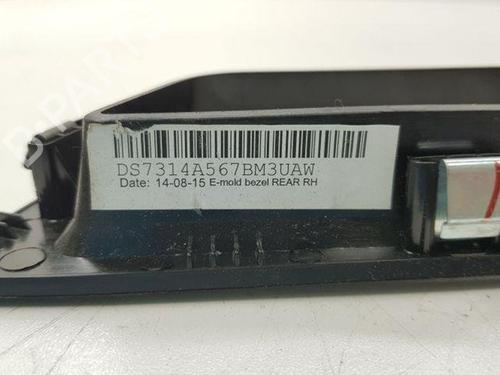 DS7314A567BM3UAW
Date: 14-08-15 E-mold bezel REAR RH